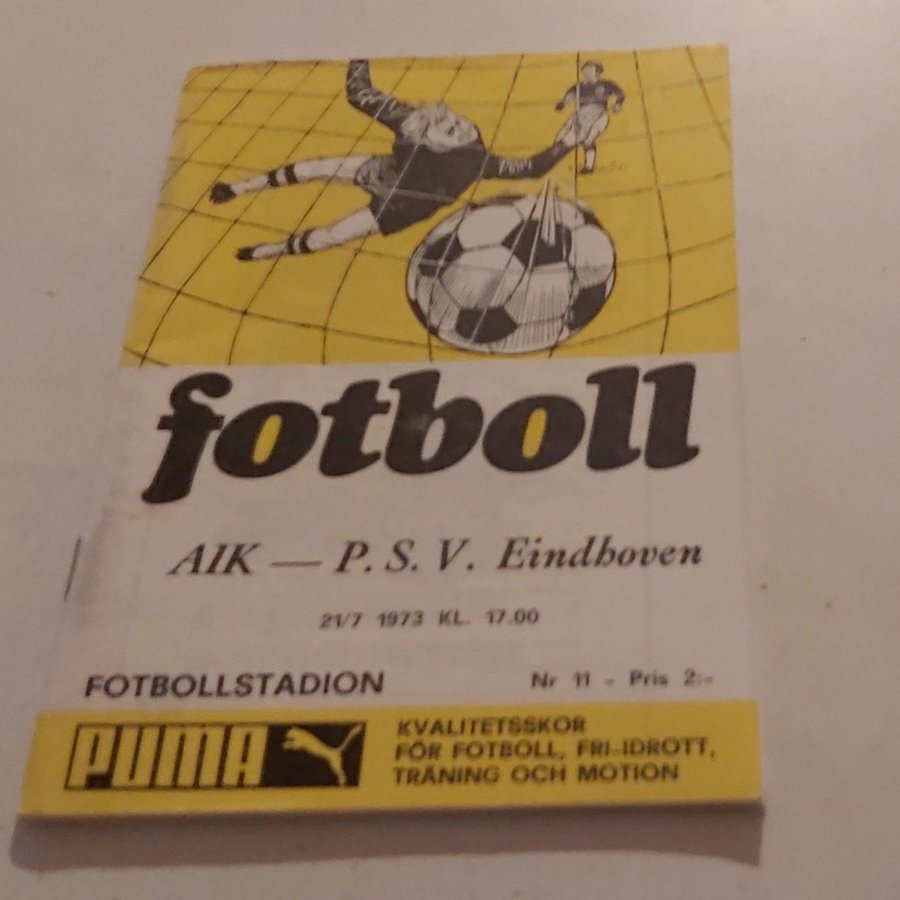 fotboll
AIK — P. S. V. Eindhoven
21/7 1973 KL. 17.00
FOTBOLLSTADION
Nr 11 - Pris 2:-
PUMA
KVALITETSSKOR
FÖR FOTBOLL, FRI-IDROTT,
TRÄNING OCH MOTION